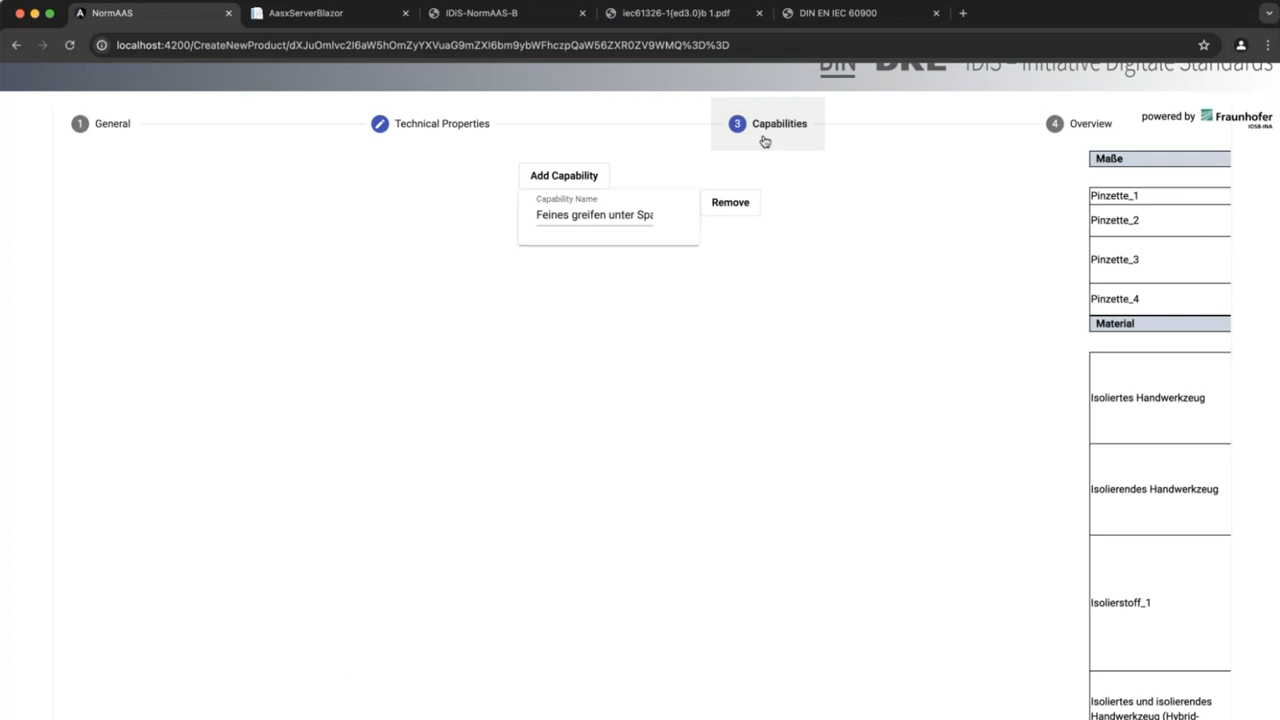 NormAAS
AasxServerBlazor
IDiS-NormAAS-B
iec61326-1{ed3.0}b 1.pdf
DIN EN IEC 60900
localhost:4200/CreateNewProduct/dXJuOmlvc2l6aW5hOmZyYXVuaG9mZXI6bm9ybWFhczpQaW56ZXR0ZV9WMQ%3D%3D
DIN DKE IDiS – Initiative Digitale Standards
1 General
Technical Properties
3 Capabilities
4 Overview
powered by Fraunhofer
IOSB-INA
Add Capability
Capability Name
Feines greifen unter Spa
Remove
Maße
Pinzette_1
Pinzette_2
Pinzette_3
Pinzette_4
Material
Isoliertes Handwerkzeug
Isolierendes Handwerkzeug
Isolierstoff_1
Isoliertes und isolierendes
Handwerkzeug (Hybrid-